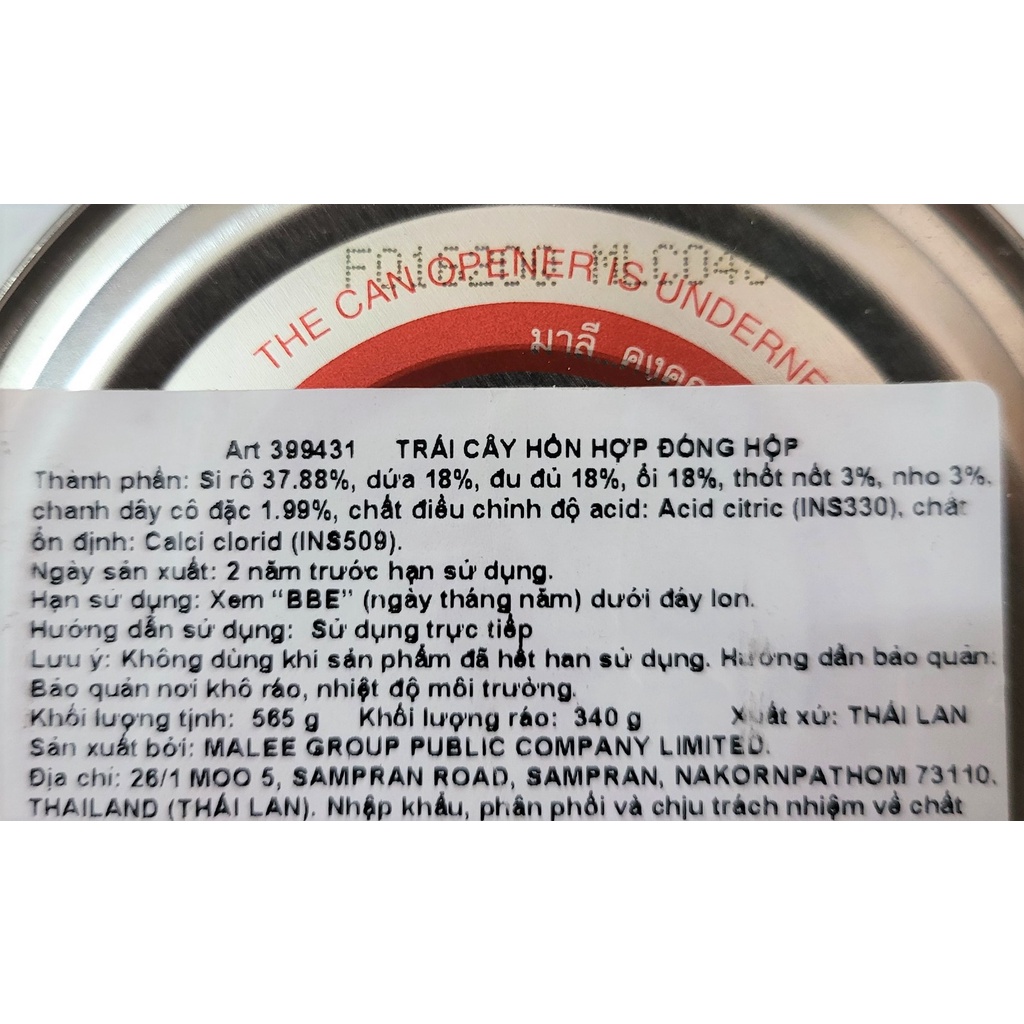 THE CAN OPENER IS UNDERNE
มาลี
Art 399431 TRÁI CÂY HỖN HỢP ĐÓNG HỘP
Thành phần: Si rô 37.88%, dứa 18%, đu đủ 18%, ổi 18%, thốt nốt 3%, nho 3%.
chanh dây cô đặc 1.99%, chất điều chỉnh độ acid: Acid citric (INS330), chất
ổn định: Calci clorid (INS509).
Ngày sản xuất: 2 năm trước hạn sử dụng.
Hạn sử dụng: Xem “BBE” (ngày tháng năm) dưới đáy lon.
Hướng dẫn sử dụng: Sử dụng trực tiếp
Lưu ý: Không dùng khi sản phẩm đã hết hạn sử dụng. Hướng dẫn bảo quản:
Bảo quản nơi khô ráo, nhiệt độ môi trường.
Khối lượng tịnh: 565 g Khối lượng ráo: 340 g Xuất xứ: THÁI LAN
Sản xuất bởi: MALEE GROUP PUBLIC COMPANY LIMITED.
Địa chỉ: 26/1 MOO 5, SAMPRAN ROAD, SAMPRAN, NAKORNPATHOM 73110.
THAILAND (THÁI LAN). Nhập khẩu, phân phối và chịu trách nhiệm về chất